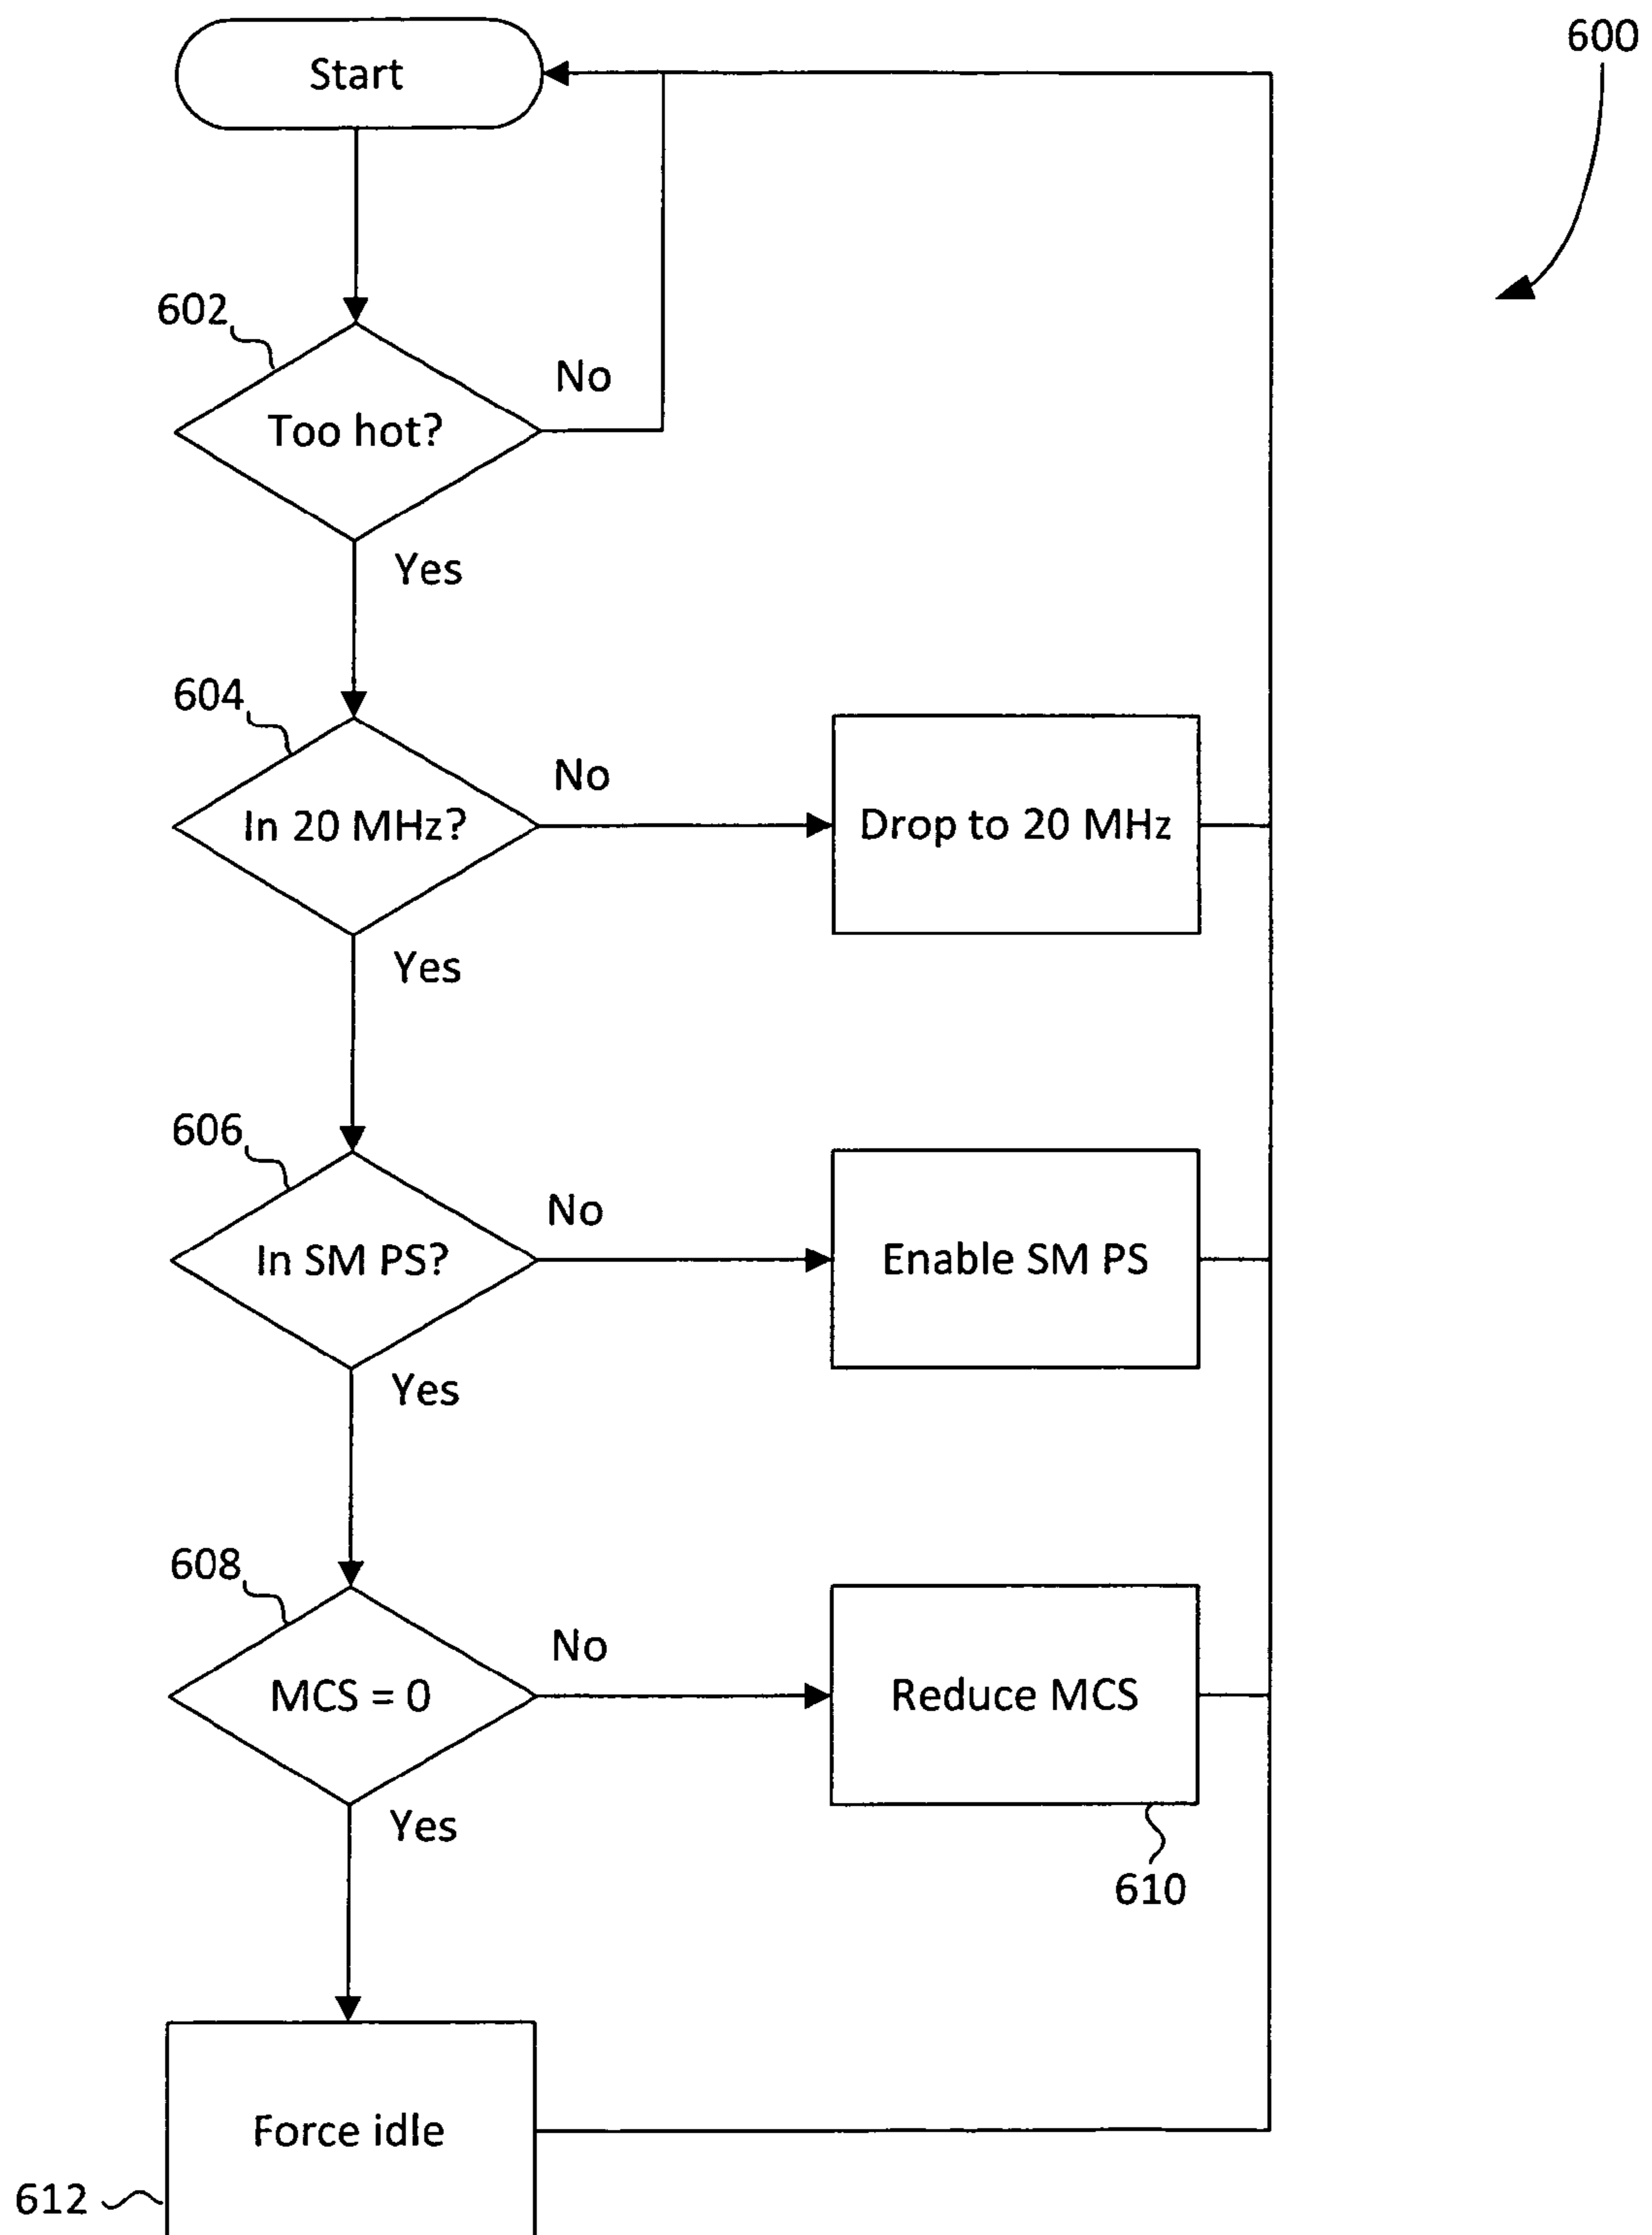 600
Start
602
Too hot?
No
Yes
604
In 20 MHz?
No
Drop to 20 MHz
Yes
606
In SM PS?
No
Enable SM PS
Yes
608
MCS = 0
No
Reduce MCS
Yes
610
Force idle
612